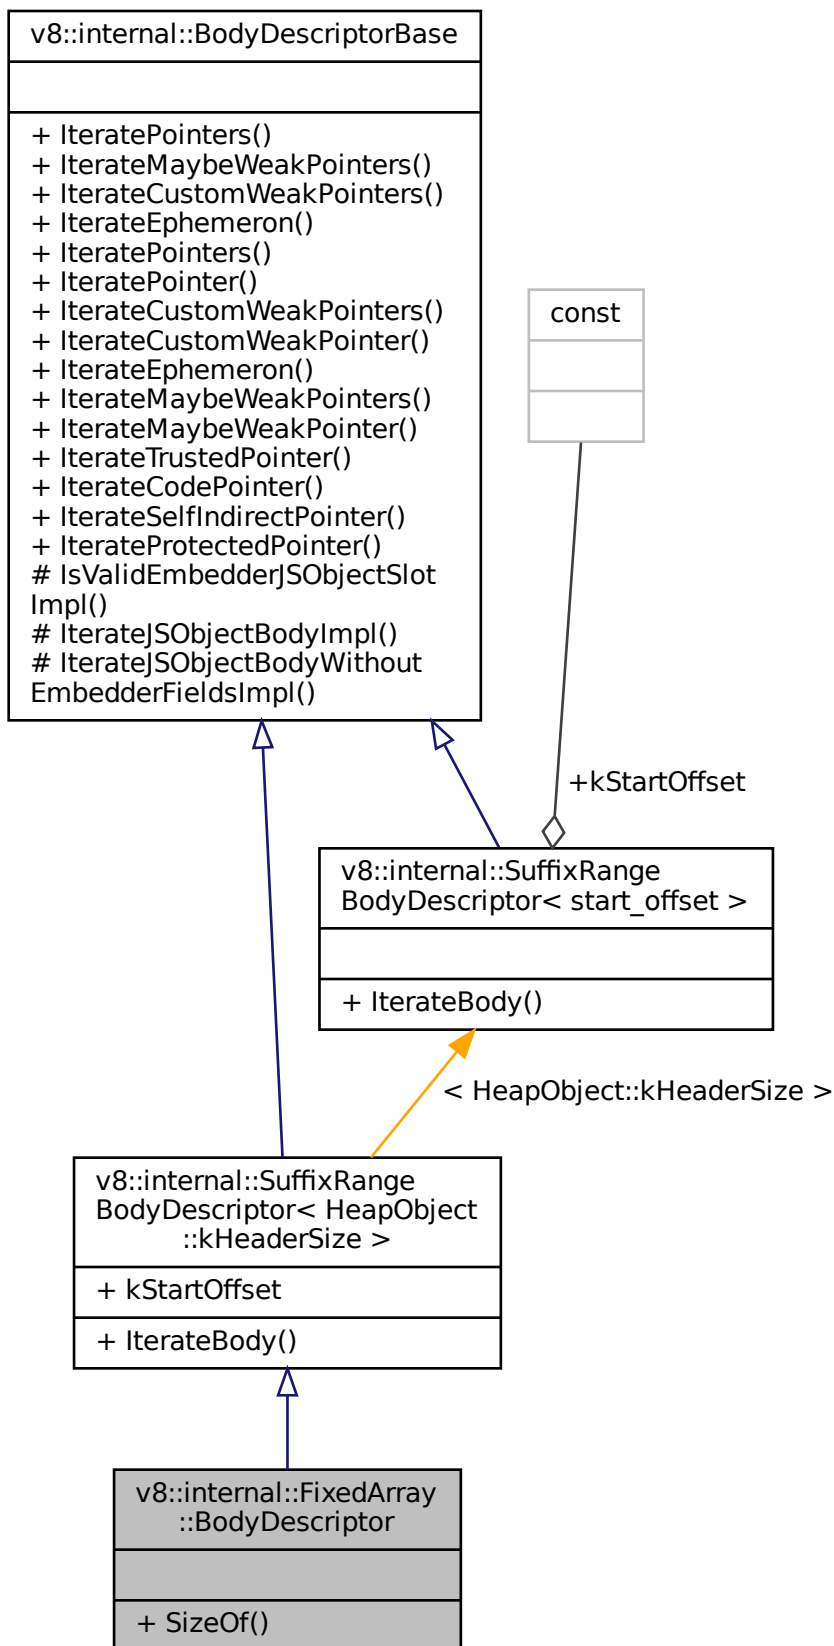 v8::internal::BodyDescriptorBase
+ IteratePointers()
+ IterateMaybeWeakPointers()
+ IterateCustomWeakPointers()
+ IterateEphemeron()
+ IteratePointers()
+ IteratePointer()
+ IterateCustomWeakPointers()
+ IterateCustomWeakPointer()
+ IterateEphemeron()
+ IterateMaybeWeakPointers()
+ IterateMaybeWeakPointer()
+ IterateTrustedPointer()
+ IterateCodePointer()
+ IterateSelfIndirectPointer()
+ IterateProtectedPointer()
# IsValidEmbedderJSObjectSlot
Impl()
# IterateJSObjectBodyImpl()
# IterateJSObjectBodyWithout
EmbedderFieldsImpl()
const
+kStartOffset
v8::internal::SuffixRange
BodyDescriptor< start_offset >
+ IterateBody()
< HeapObject::kHeaderSize >
v8::internal::SuffixRange
BodyDescriptor< HeapObject
::kHeaderSize >
+ kStartOffset
+ IterateBody()
v8::internal::FixedArray
::BodyDescriptor
+ SizeOf()